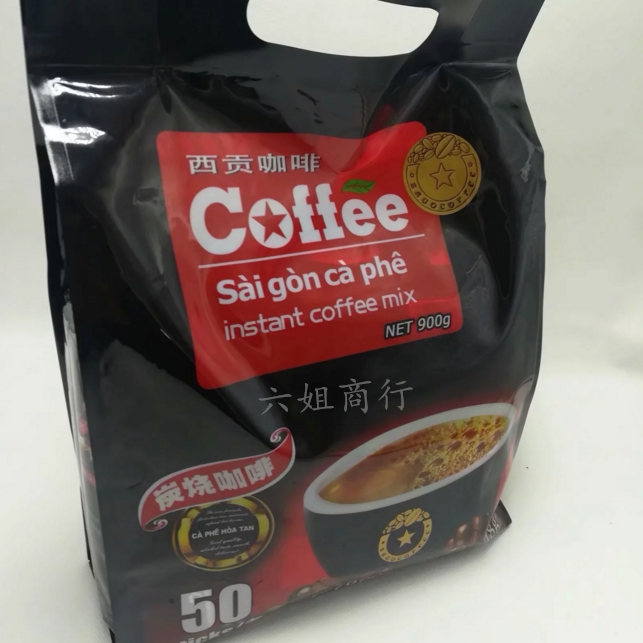 西贡咖啡
Coffee
Sài gòn cà phê
instant coffee mix
NET 900g
SAGOCOFFEE
六姐商行
炭烧咖啡
CÀ PHÊ HÒA TAN
50